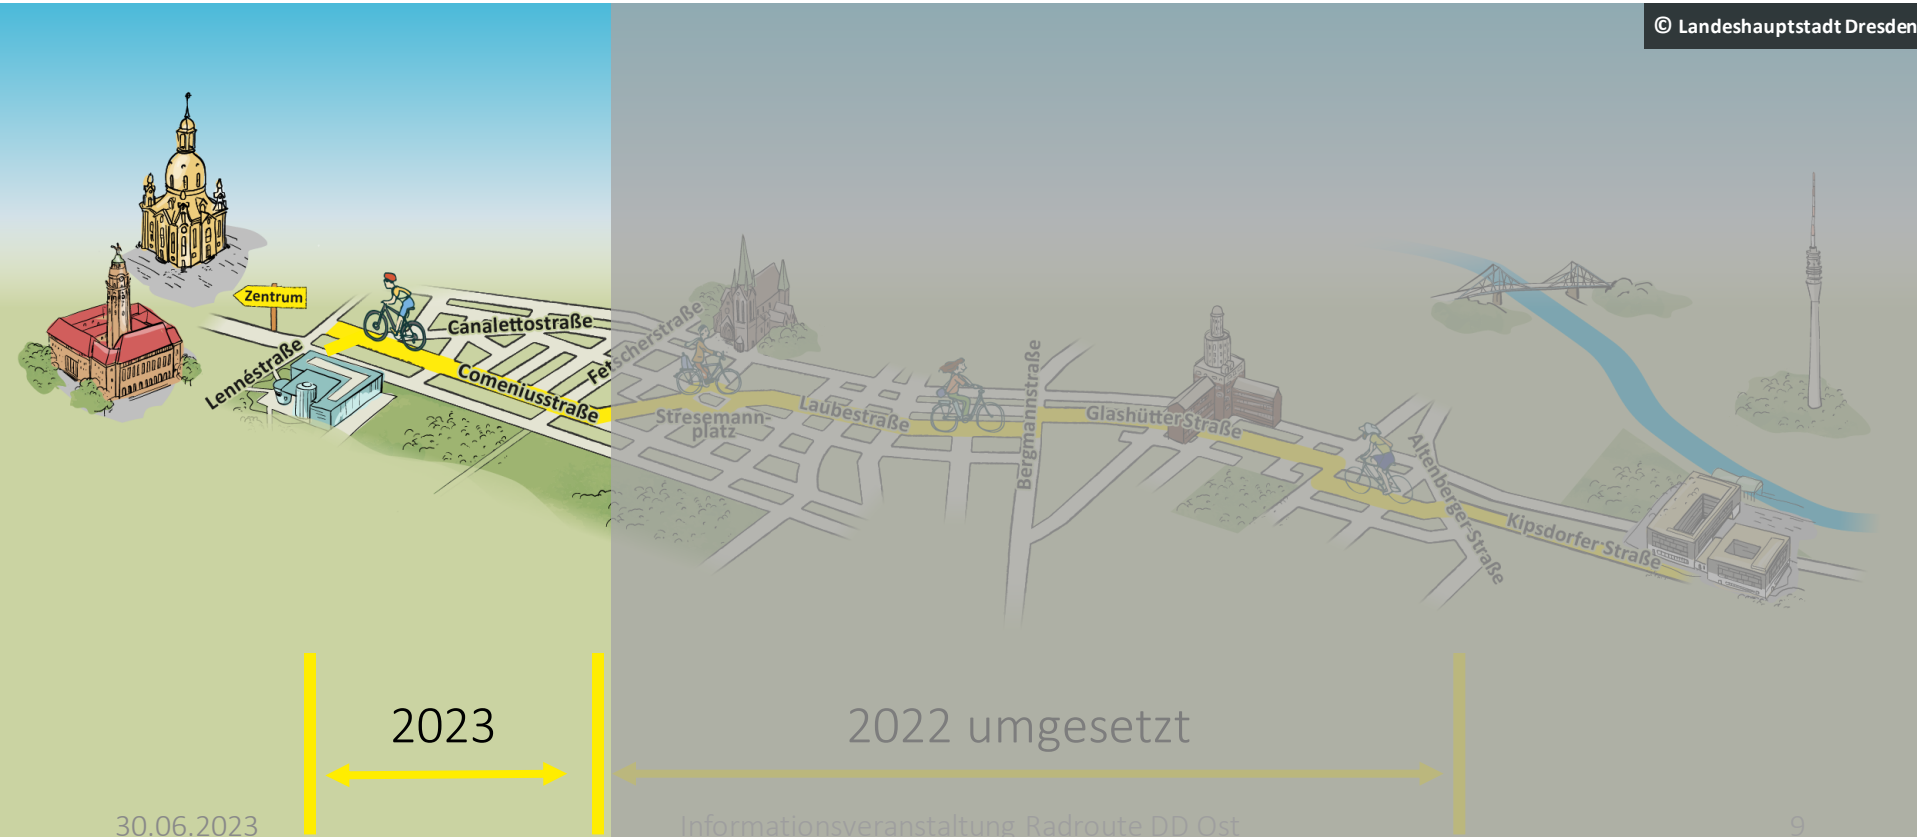 © Landeshauptstadt Dresden
Zentrum
Canalettostraße
Lennéstraße
Comeniusstraße
Fetscherstraße
Stresemann-
platz
Laubestraße
Bergmannstraße
Glashütter Straße
Altenberger Straße
Kipsdorfer Straße
2023
2022 umgesetzt
30.06.2023
Informationsveranstaltung Radroute DD Ost
9